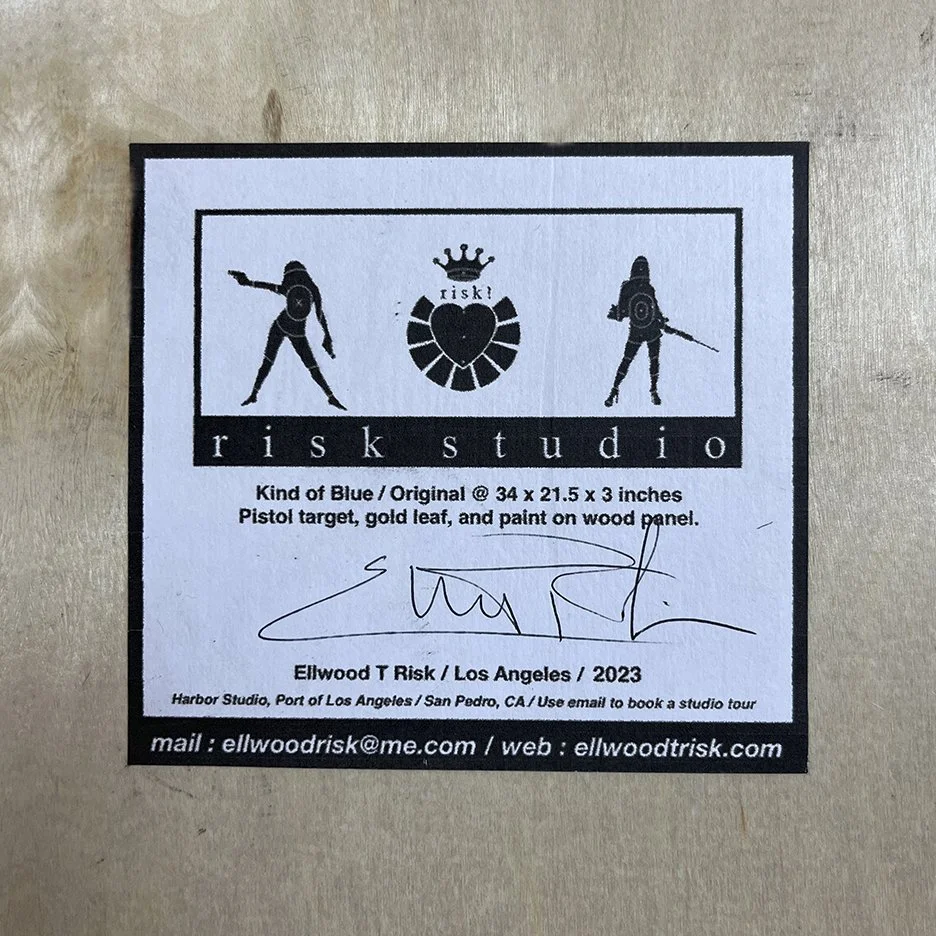 risk!
risk studio
Kind of Blue / Original @ 34 x 21.5 x 3 inches
Pistol target, gold leaf, and paint on wood panel.
Ellwood T Risk / Los Angeles / 2023
Harbor Studio, Port of Los Angeles / San Pedro, CA / Use email to book a studio tour
mail : ellwoodrisk@me.com / web : ellwoodtrisk.com